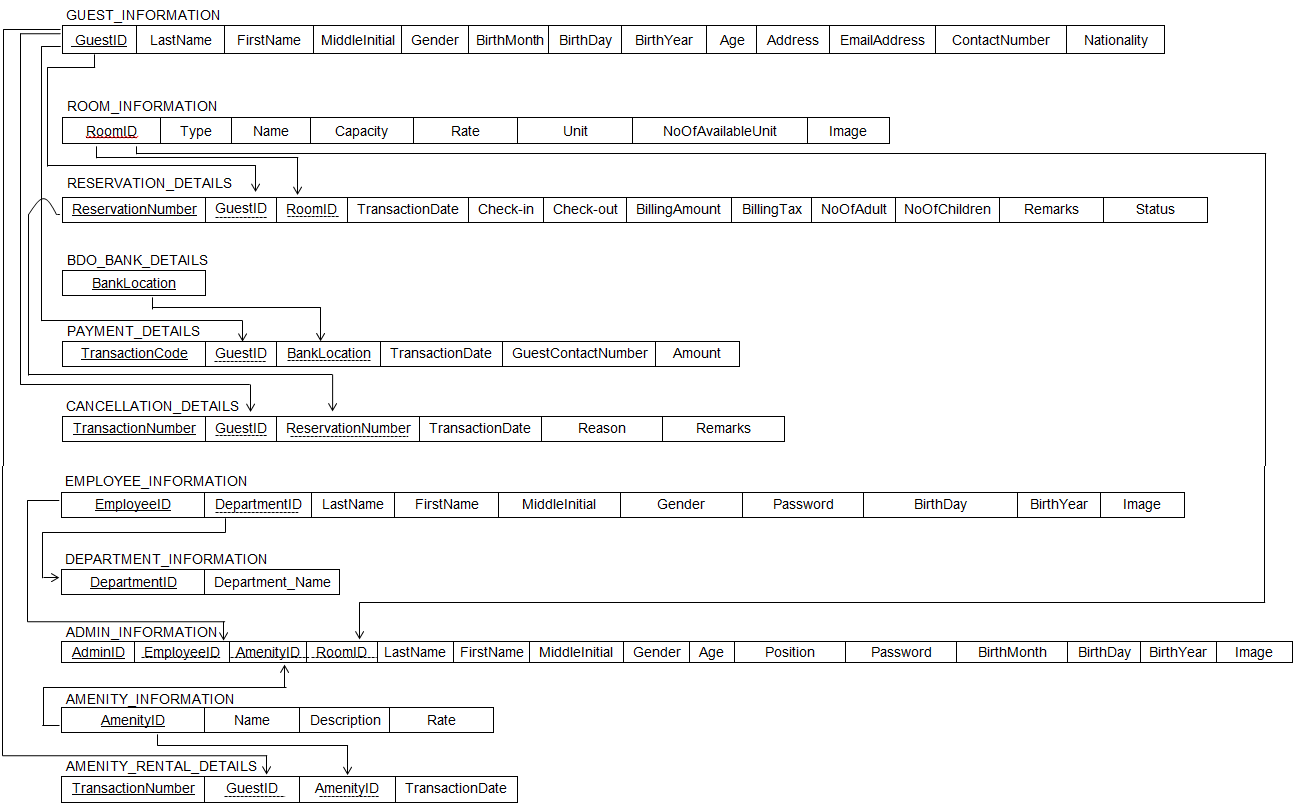 GUEST_INFORMATION
GuestID LastName FirstName MiddleInitial Gender BirthMonth BirthDay BirthYear Age Address EmailAddress ContactNumber Nationality
ROOM_INFORMATION
RoomID Type Name Capacity Rate Unit NoOfAvailableUnit Image
RESERVATION_DETAILS
ReservationNumber GuestID RoomID TransactionDate Check-in Check-out BillingAmount BillingTax NoOfAdult NoOfChildren Remarks Status
BDO_BANK_DETAILS
BankLocation
PAYMENT_DETAILS
TransactionCode GuestID BankLocation TransactionDate GuestContactNumber Amount
CANCELLATION_DETAILS
TransactionNumber GuestID ReservationNumber TransactionDate Reason Remarks
EMPLOYEE_INFORMATION
EmployeeID DepartmentID LastName FirstName MiddleInitial Gender Password BirthDay BirthYear Image
DEPARTMENT_INFORMATION
DepartmentID Department_Name
ADMIN_INFORMATION
AdminID EmployeeID AmenityID RoomID LastName FirstName MiddleInitial Gender Age Position Password BirthMonth BirthDay BirthYear Image
AMENITY_INFORMATION
AmenityID Name Description Rate
AMENITY_RENTAL_DETAILS
TransactionNumber GuestID AmenityID TransactionDate